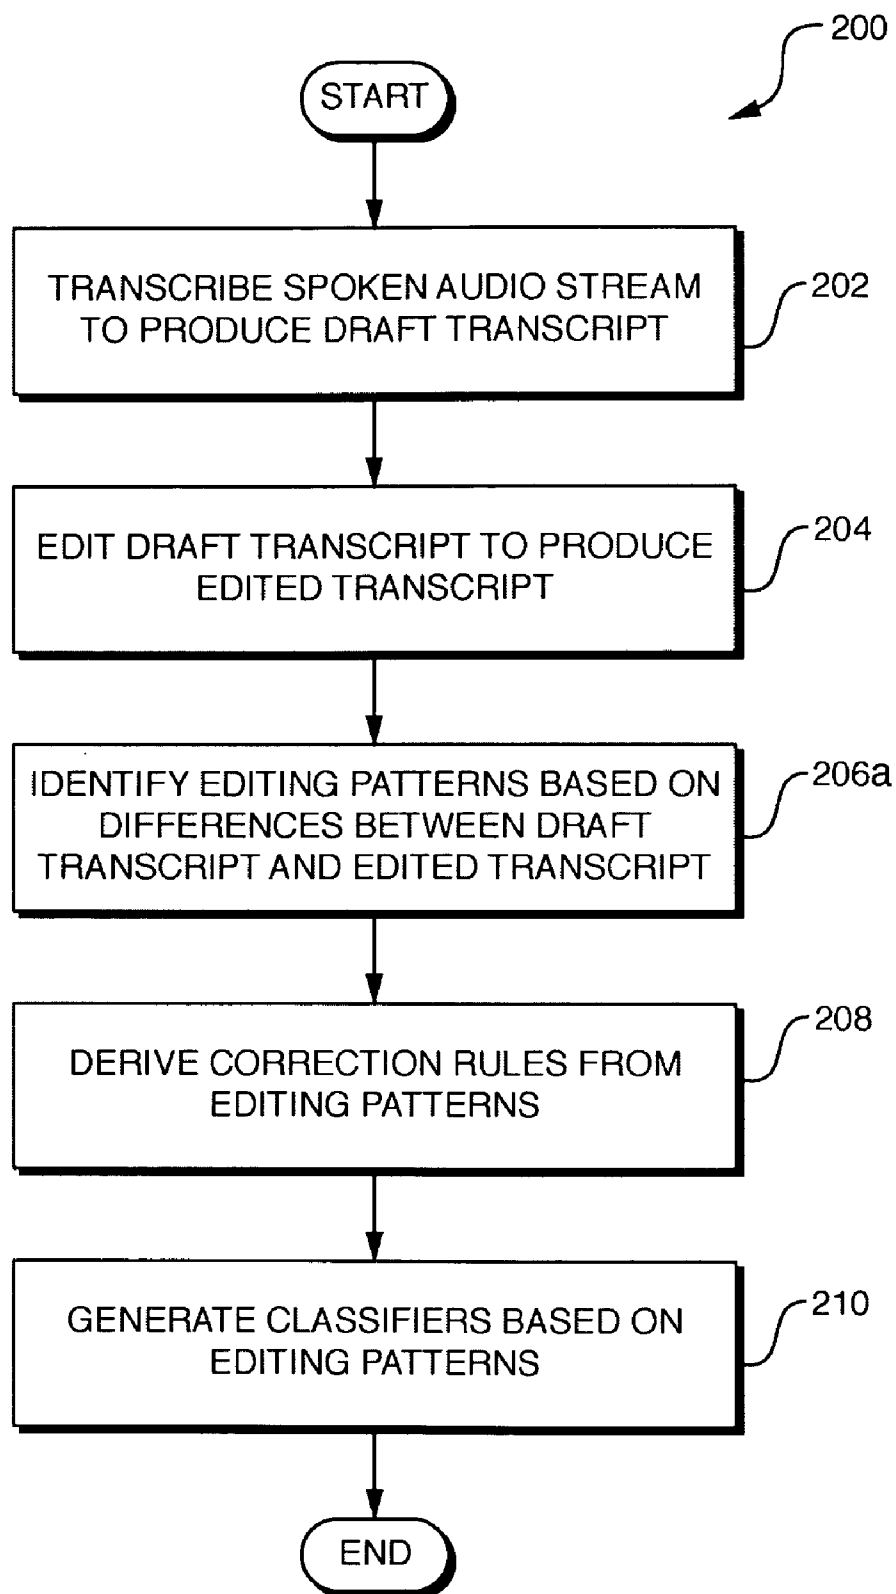 200
START
TRANSCRIBE SPOKEN AUDIO STREAM
TO PRODUCE DRAFT TRANSCRIPT
202
EDIT DRAFT TRANSCRIPT TO PRODUCE
EDITED TRANSCRIPT
204
IDENTIFY EDITING PATTERNS BASED ON
DIFFERENCES BETWEEN DRAFT
TRANSCRIPT AND EDITED TRANSCRIPT
206a
DERIVE CORRECTION RULES FROM
EDITING PATTERNS
208
GENERATE CLASSIFIERS BASED ON
EDITING PATTERNS
210
END